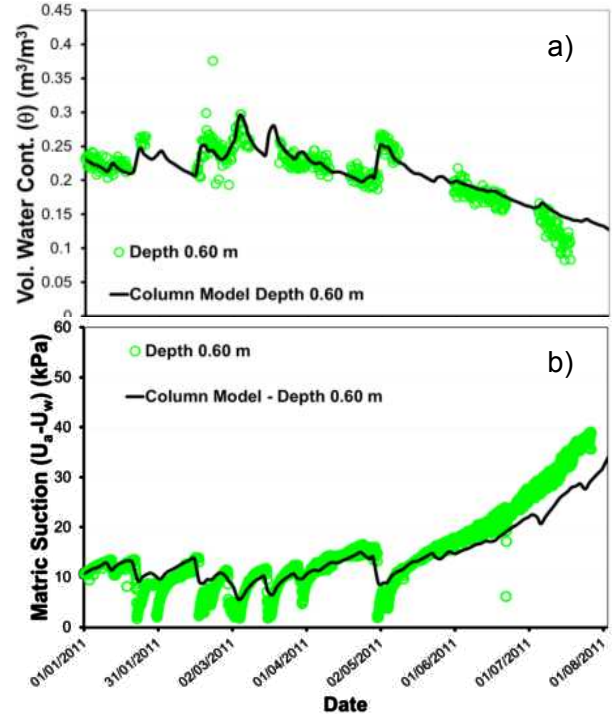 a)
Vol. Water Cont. (θ) (m³/m³)
0.45
0.4
0.35
0.3
0.25
0.2
0.15
0.1
0.05
0
Depth 0.60 m
Column Model Depth 0.60 m
b)
Matric Suction (Uₐ-U_w) (kPa)
60
50
40
30
20
10
0
Depth 0.60 m
Column Model - Depth 0.60 m
01/01/2011
31/01/2011
02/03/2011
01/04/2011
02/05/2011
01/06/2011
01/07/2011
01/08/2011
Date